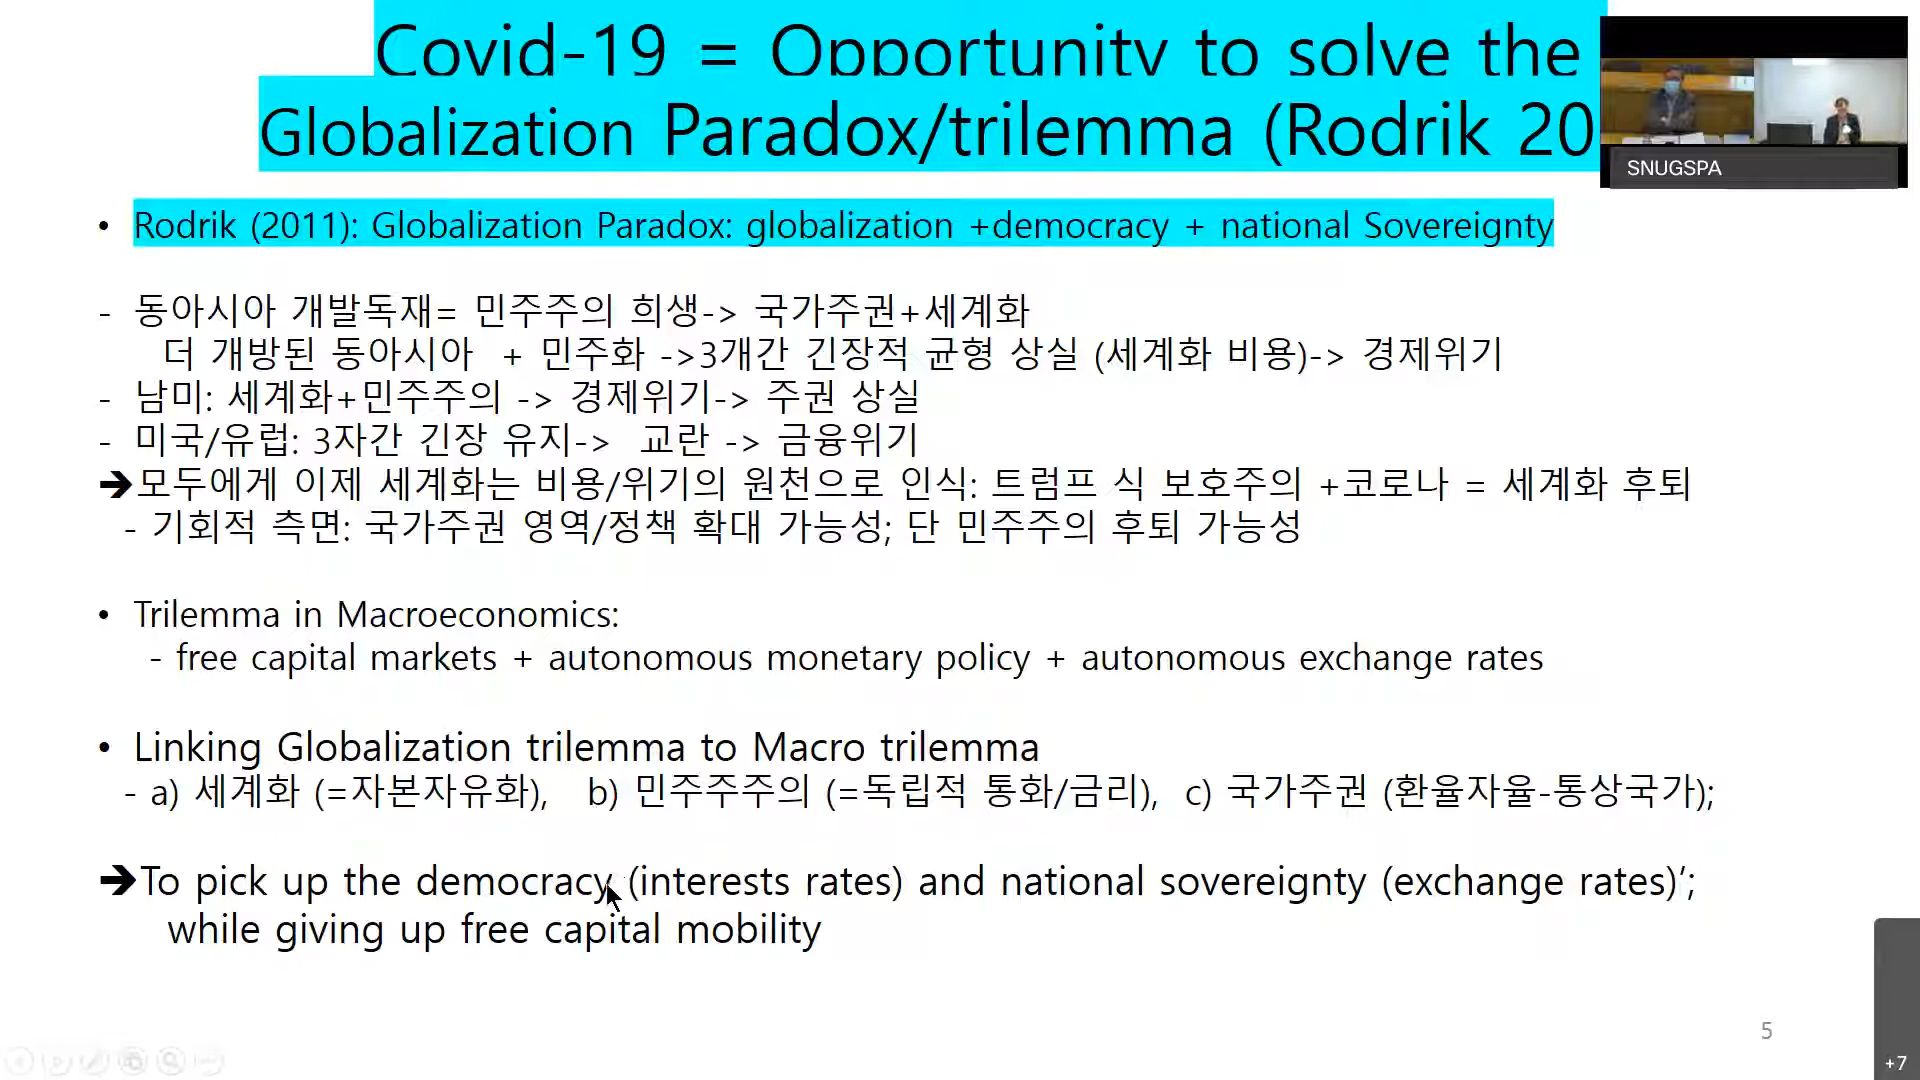 Covid-19 = Opportunity to solve the
Globalization Paradox/trilemma (Rodrik 20
SNUGSPA
• Rodrik (2011): Globalization Paradox: globalization +democracy + national Sovereignty
- 동아시아 개발독재= 민주주의 희생-> 국가주권+세계화
더 개방된 동아시아 + 민주화 ->3개간 긴장적 균형 상실 (세계화 비용)-> 경제위기
- 남미: 세계화+민주주의 -> 경제위기-> 주권 상실
- 미국/유럽: 3자간 긴장 유지-> 교란 -> 금융위기
➔모두에게 이제 세계화는 비용/위기의 원천으로 인식: 트럼프 식 보호주의 +코로나 = 세계화 후퇴
- 기회적 측면: 국가주권 영역/정책 확대 가능성; 단 민주주의 후퇴 가능성
• Trilemma in Macroeconomics:
- free capital markets + autonomous monetary policy + autonomous exchange rates
• Linking Globalization trilemma to Macro trilemma
- a) 세계화 (=자본자유화), b) 민주주주의 (=독립적 통화/금리), c) 국가주권 (환율자율-통상국가);
➔To pick up the democracy (interests rates) and national sovereignty (exchange rates)’;
while giving up free capital mobility
5
+7